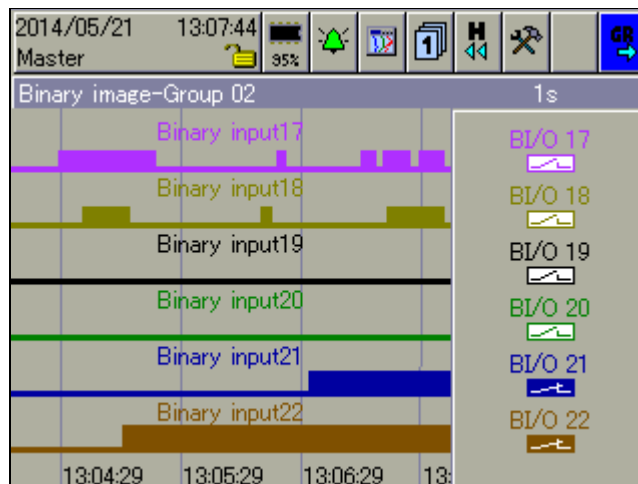 2014/05/21 13:07:44
Master
95%
1
H
GR
Binary image-Group 02 1s
Binary input17
BI/O 17
Binary input18
BI/O 18
Binary input19
BI/O 19
Binary input20
BI/O 20
Binary input21
BI/O 21
Binary input22
BI/O 22
13:04:29 13:05:29 13:06:29 13: